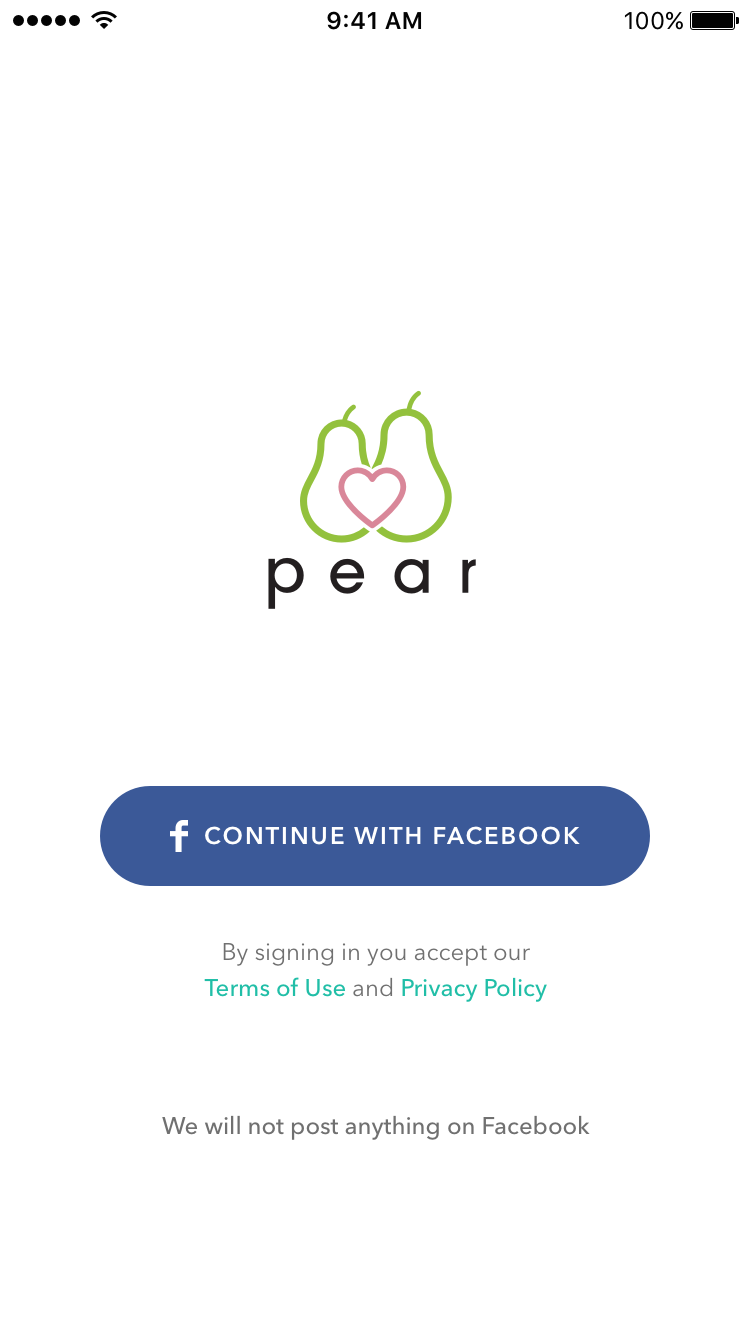 9:41 AM 100%
pear
CONTINUE WITH FACEBOOK
By signing in you accept our
Terms of Use and Privacy Policy
We will not post anything on Facebook